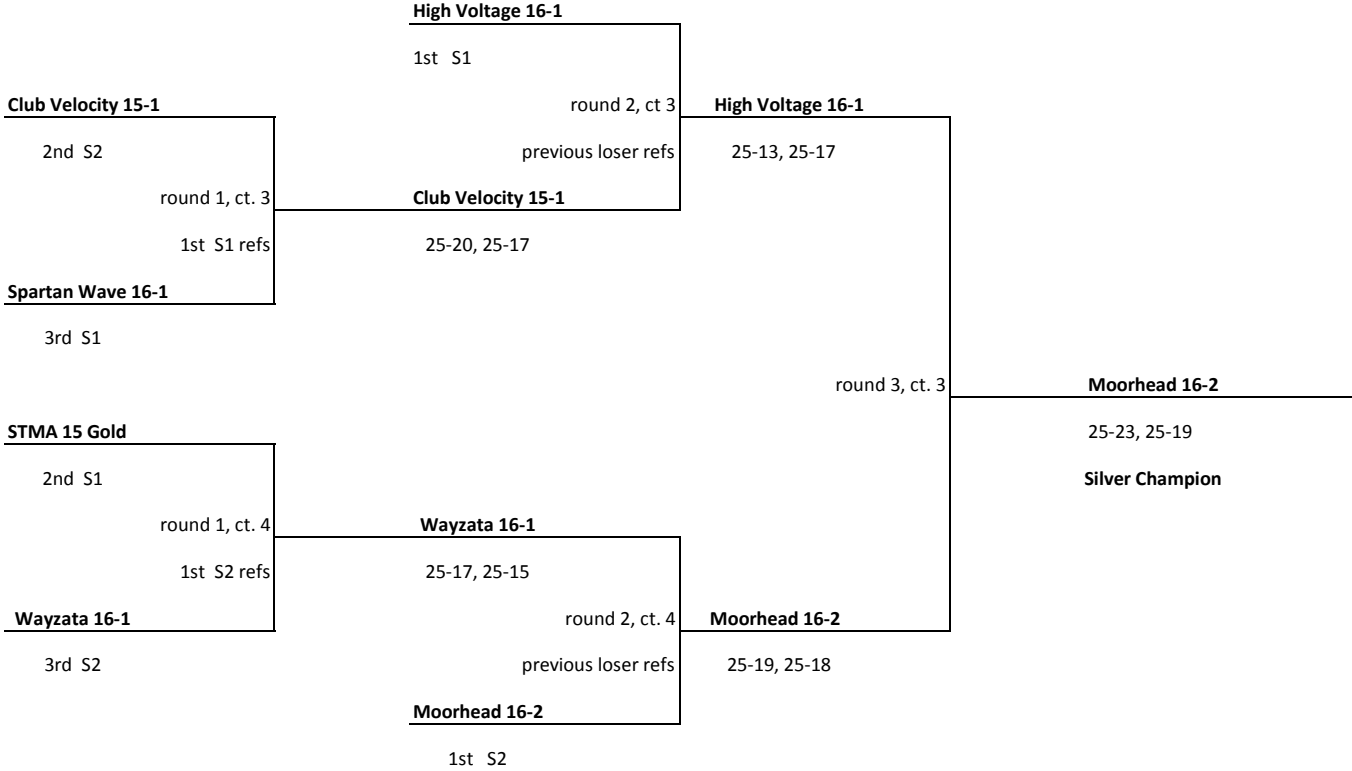 High Voltage 16-1
1st S1
Club Velocity 15-1
round 2, ct 3
High Voltage 16-1
2nd S2
previous loser refs
25-13, 25-17
round 1, ct. 3
Club Velocity 15-1
1st S1 refs
25-20, 25-17
Spartan Wave 16-1
3rd S1
round 3, ct. 3
Moorhead 16-2
STMA 15 Gold
25-23, 25-19
2nd S1
Silver Champion
round 1, ct. 4
Wayzata 16-1
1st S2 refs
25-17, 25-15
Wayzata 16-1
round 2, ct. 4
Moorhead 16-2
3rd S2
previous loser refs
25-19, 25-18
Moorhead 16-2
1st S2